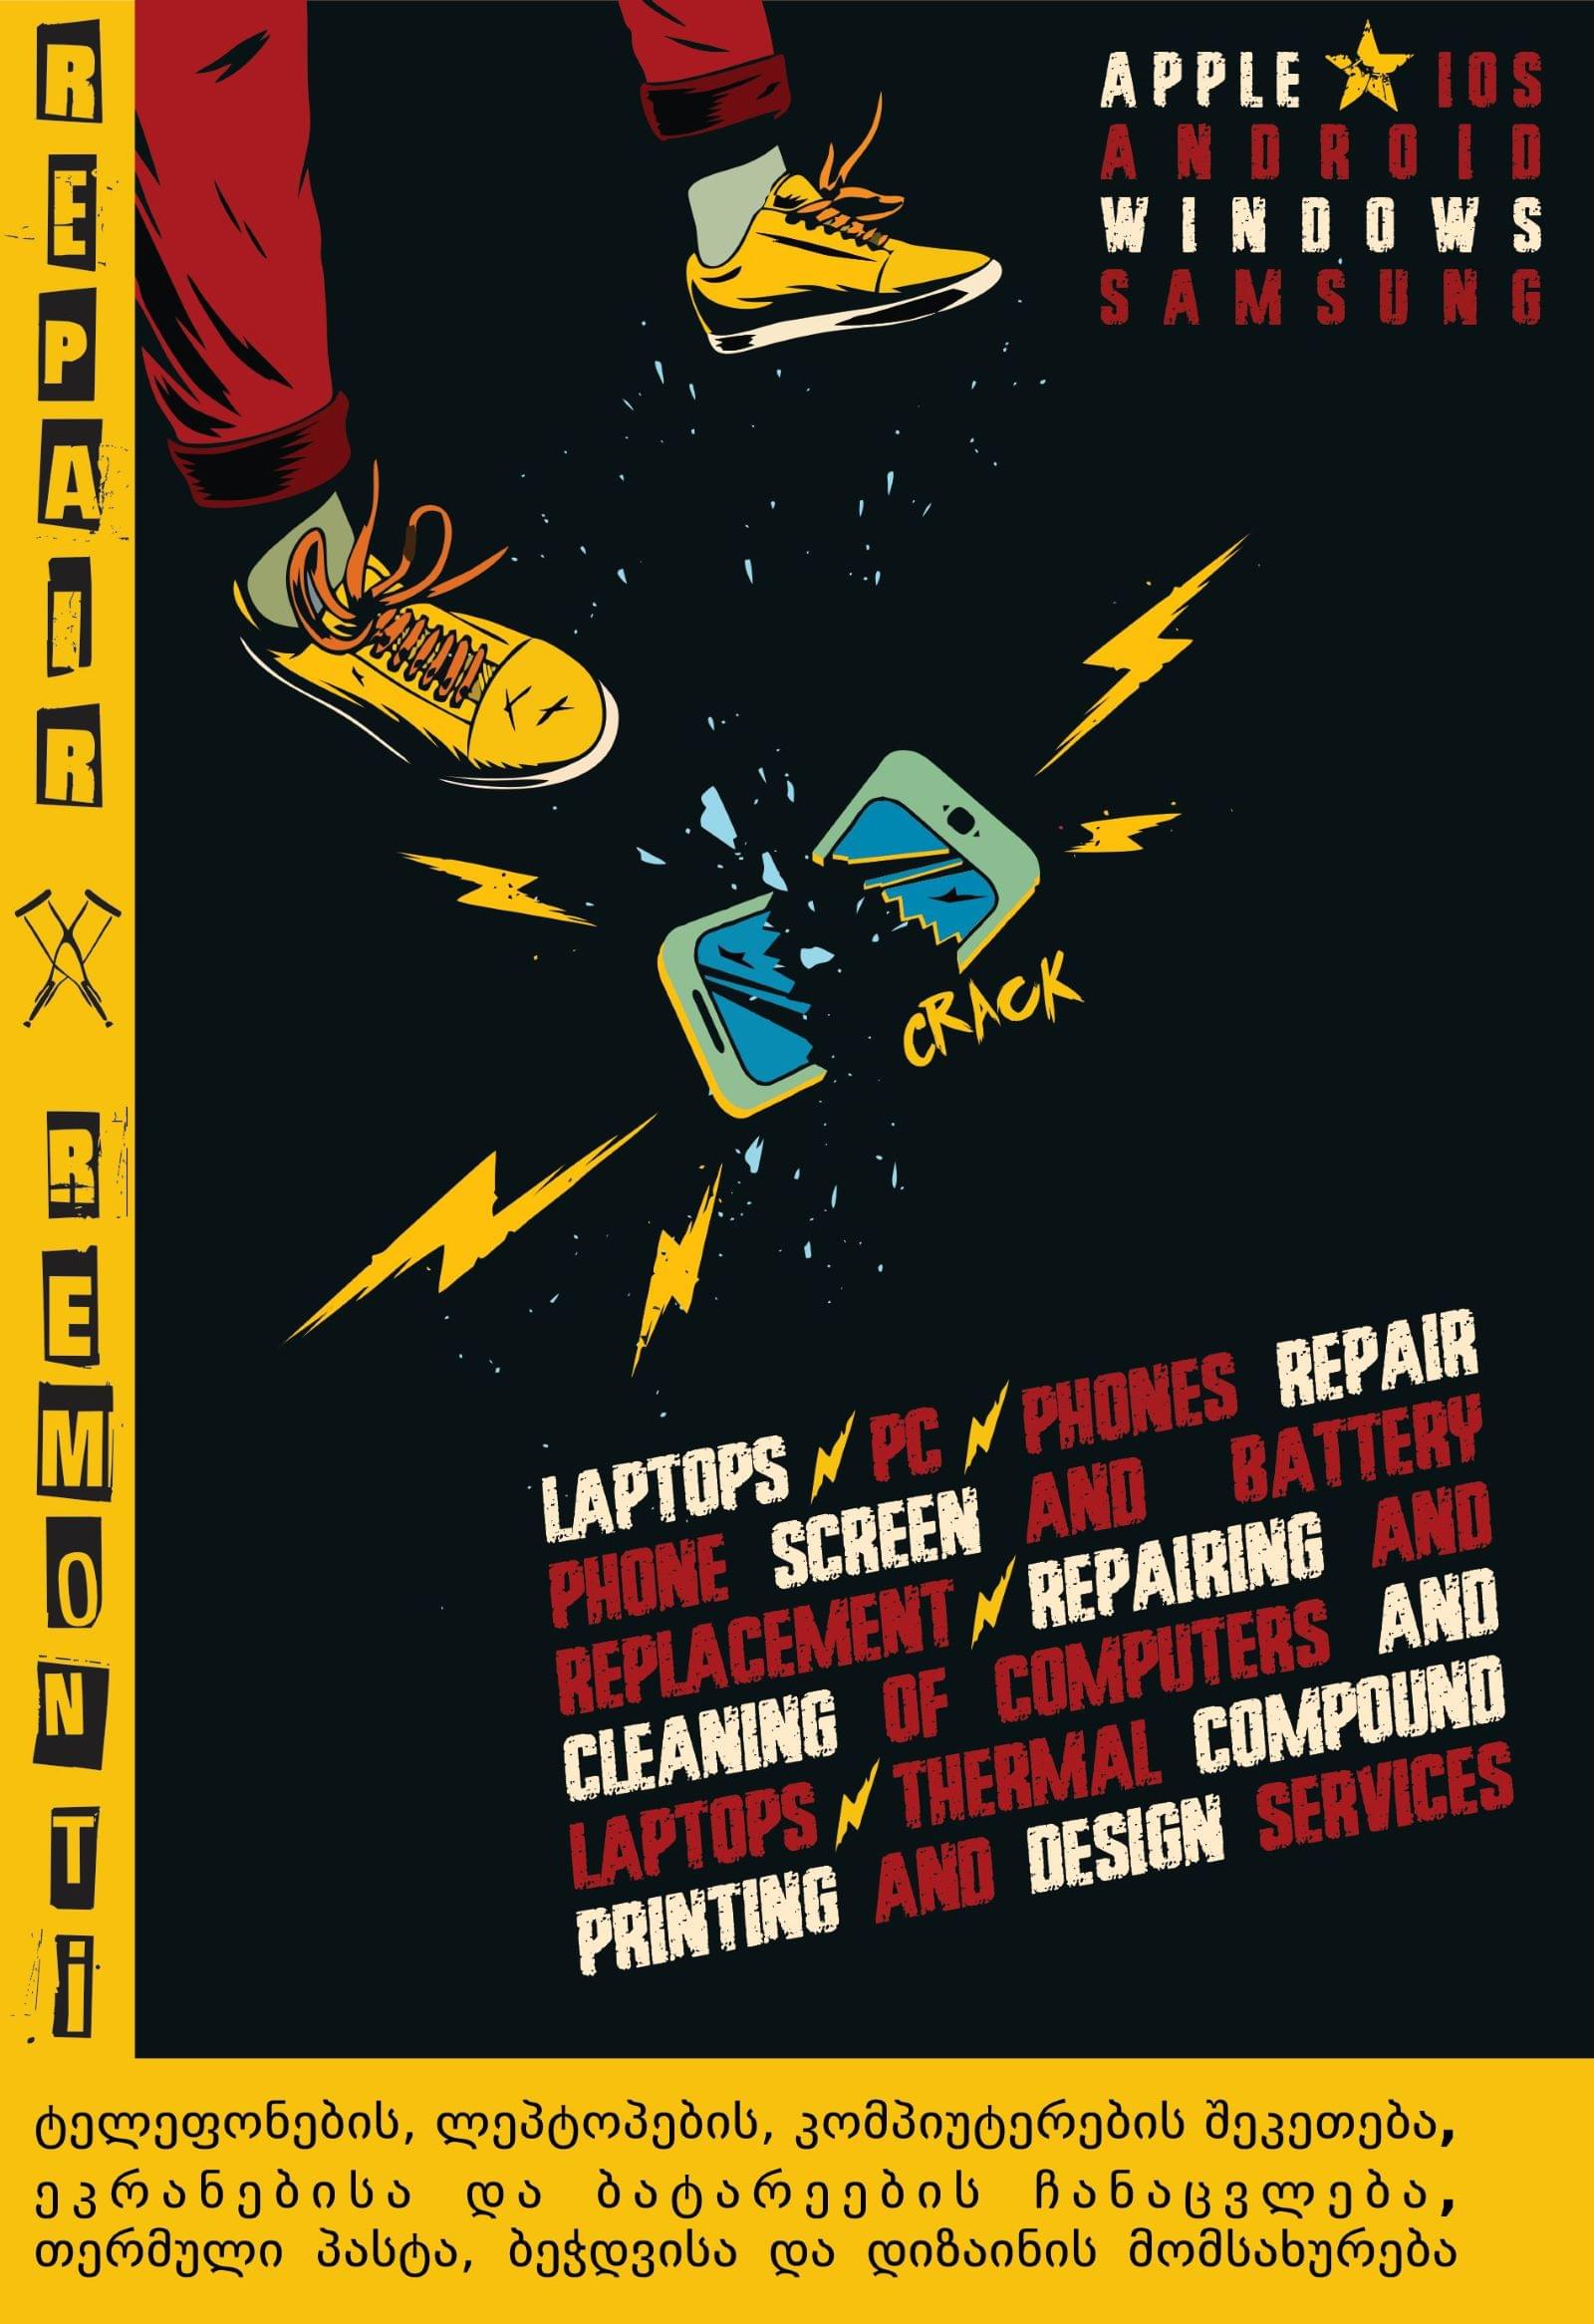 REPAIR
REMONTI
APPLE IOS
ANDROID
WINDOWS
SAMSUNG
CRACK
LAPTOPS PC PHONES REPAIR
PHONE SCREEN AND BATTERY
REPLACEMENT REPAIRING AND
CLEANING OF COMPUTERS AND
LAPTOPS THERMAL COMPOUND
PRINTING AND DESIGN SERVICES
ტელეფონების, ლეპტოპების, კომპიუტერების შეკეთება,
ეკრანებისა და ბატარეების ჩანაცვლება,
თერმული პასტა, ბეჭდვისა და დიზაინის მომსახურება